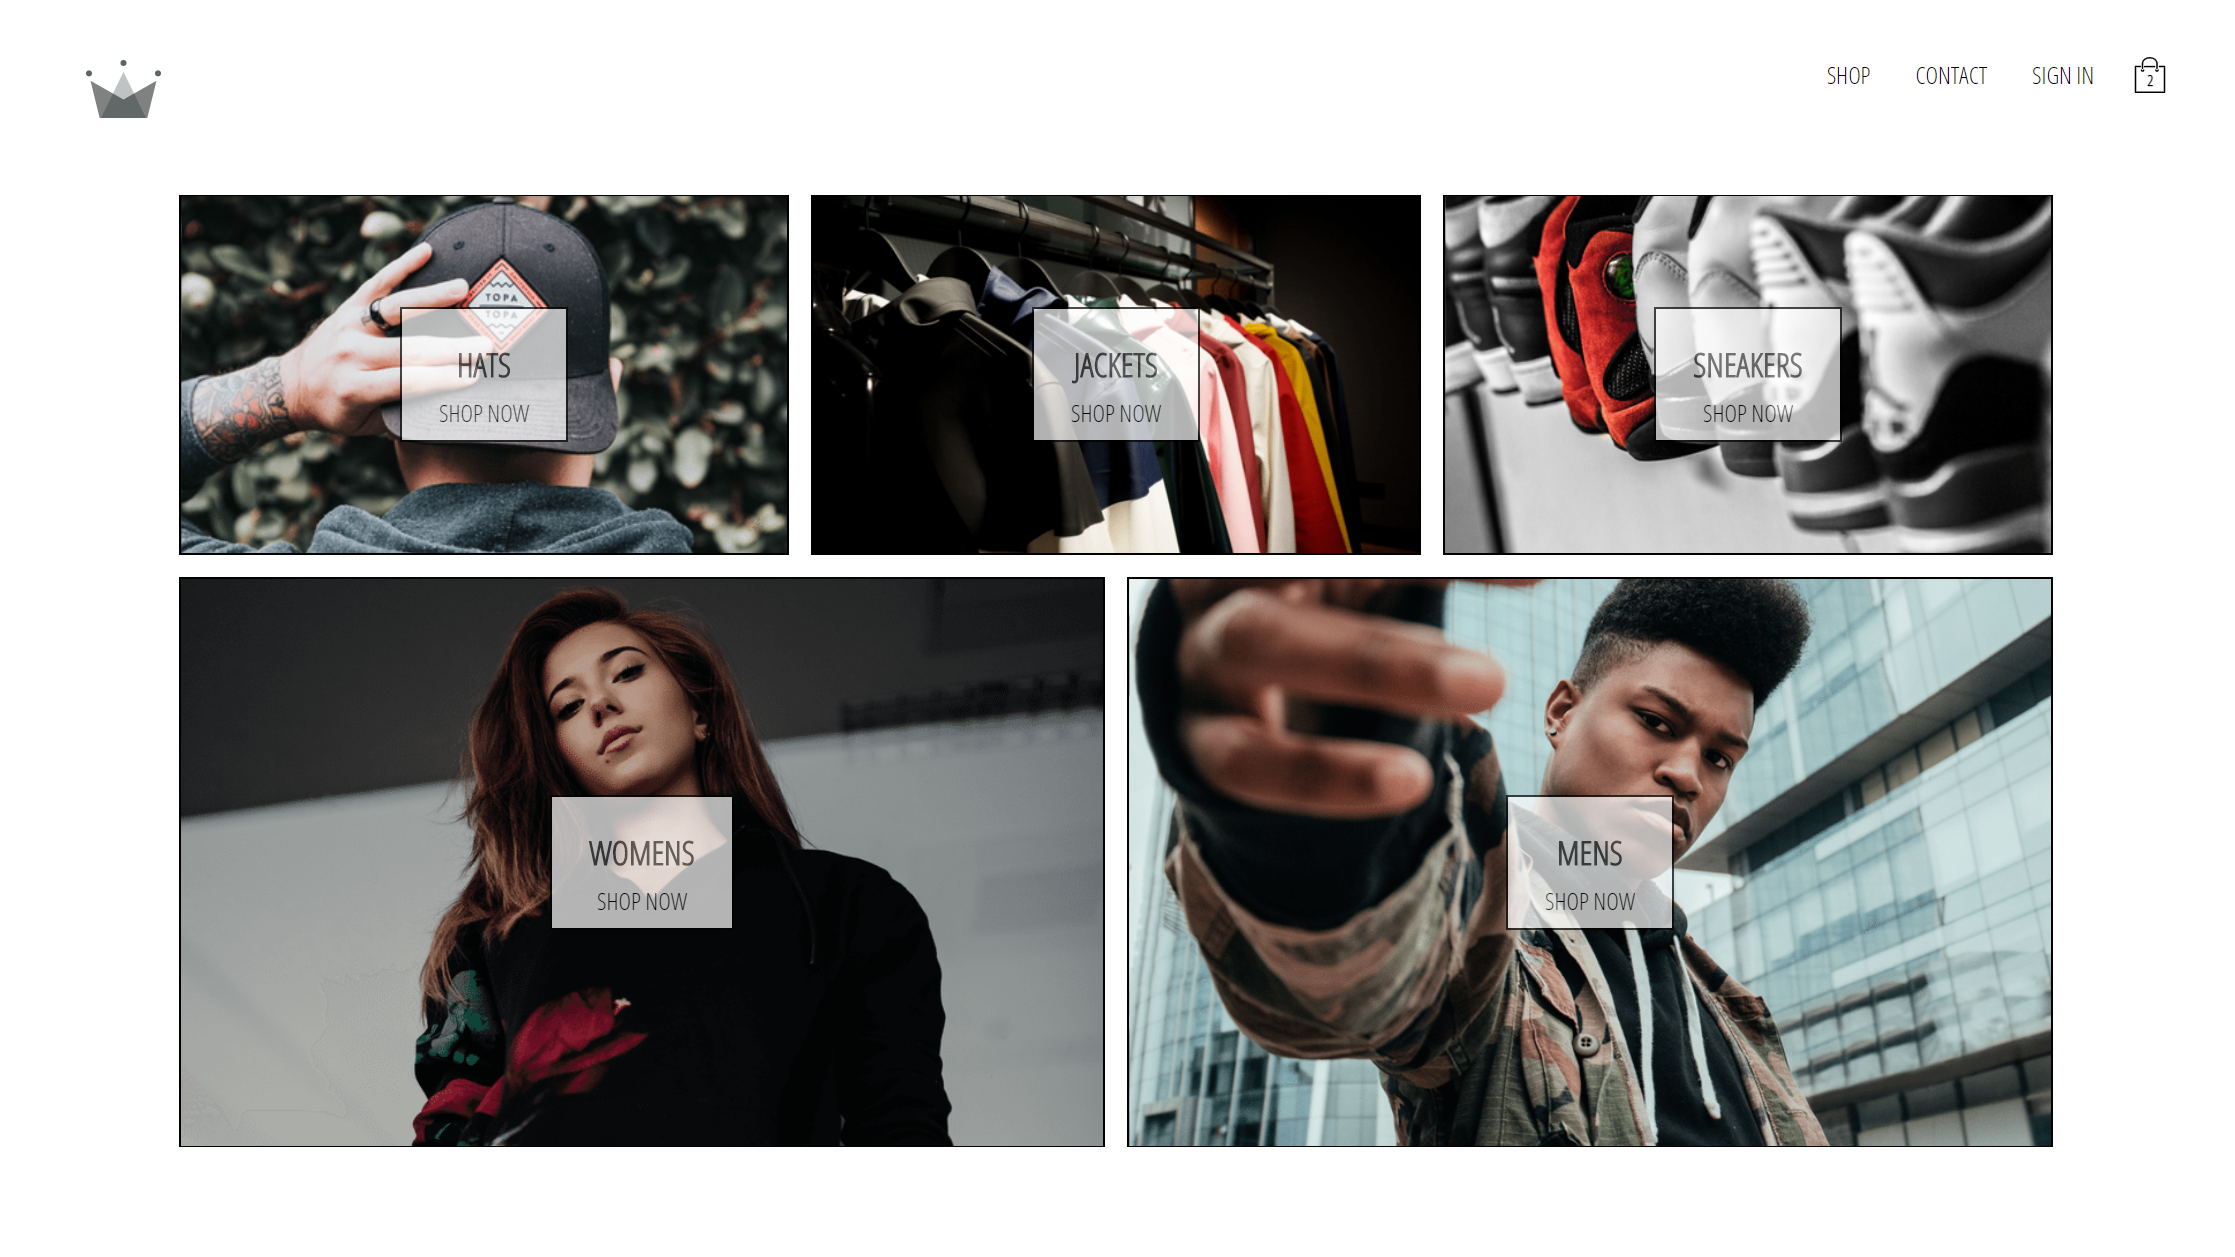 SHOP CONTACT SIGN IN 2
TOPA
TOPA
HATS
SHOP NOW
JACKETS
SHOP NOW
SNEAKERS
SHOP NOW
WOMENS
SHOP NOW
MENS
SHOP NOW